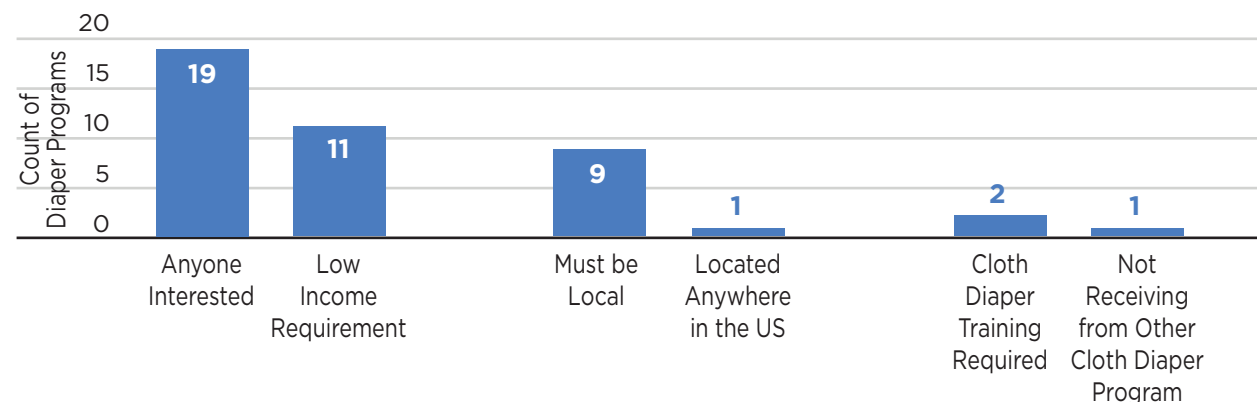 Count of
Diaper Programs
20
15
10
5
0
19
11
9
1
2
1
Anyone
Interested
Low
Income
Requirement
Must be
Local
Located
Anywhere
in the US
Cloth
Diaper
Training
Required
Not
Receiving
from Other
Cloth Diaper
Program